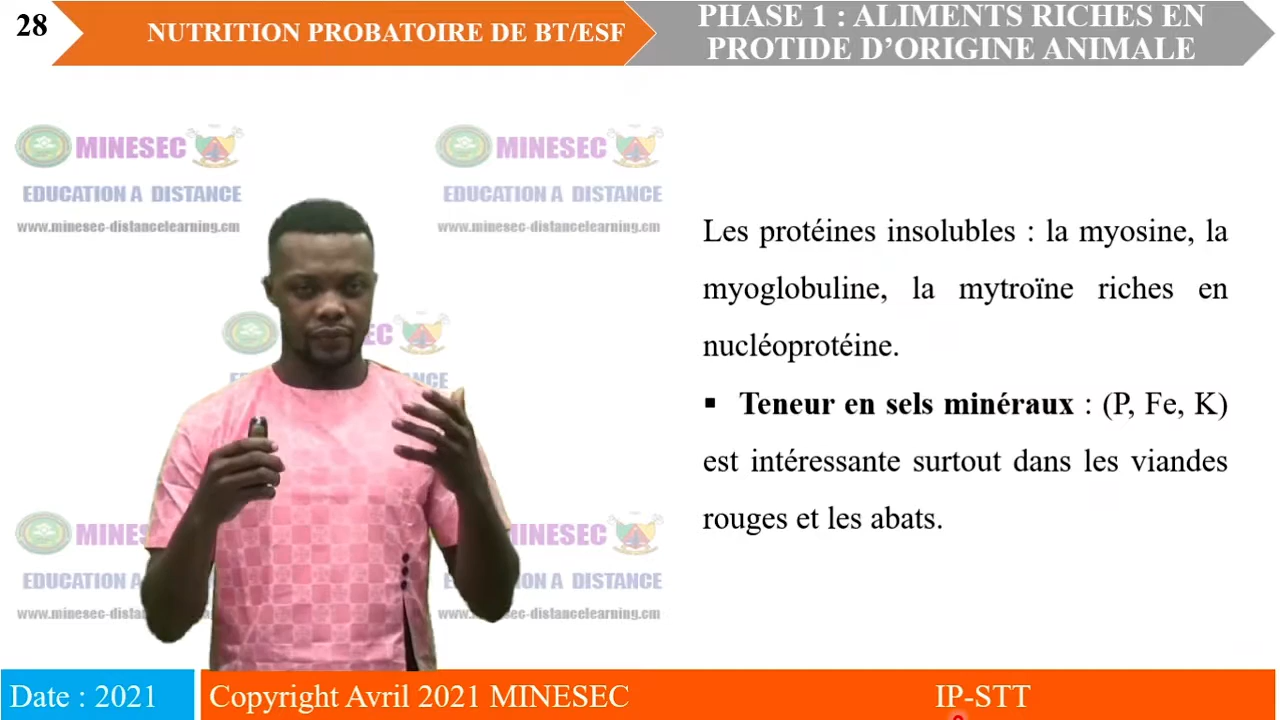 28
NUTRITION PROBATOIRE DE BT/ESF
PHASE 1 : ALIMENTS RICHES EN
PROTIDE D’ORIGINE ANIMALE
MINESEC
EDUCATION A DISTANCE
www.minesec-distancelearning.cm
MINESEC
EDUCATION A DISTANCE
www.minesec-distancelearning.cm
Les protéines insolubles : la myosine, la
myoglobuline, la mytroïne riches en
nucléoprotéine.
▪ Teneur en sels minéraux : (P, Fe, K)
est intéressante surtout dans les viandes
rouges et les abats.
MINESEC
EDUCATION A DISTANCE
Date : 2021
Copyright Avril 2021 MINESEC
IP-STT